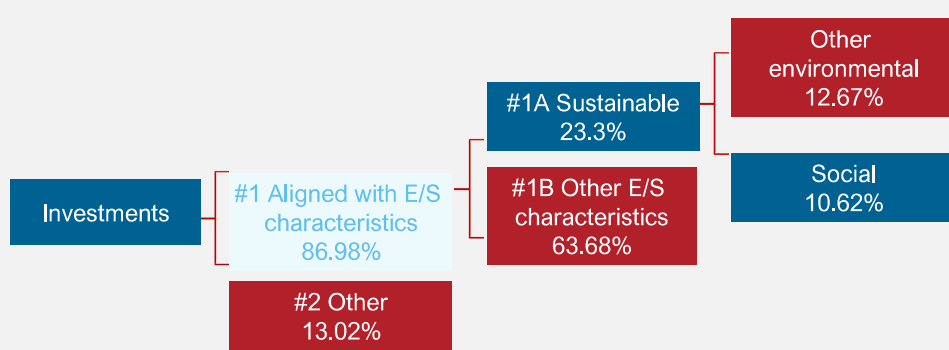 Investments
#1 Aligned with E/S
characteristics
86.98%
#2 Other
13.02%
#1A Sustainable
23.3%
#1B Other E/S
characteristics
63.68%
Other
environmental
12.67%
Social
10.62%